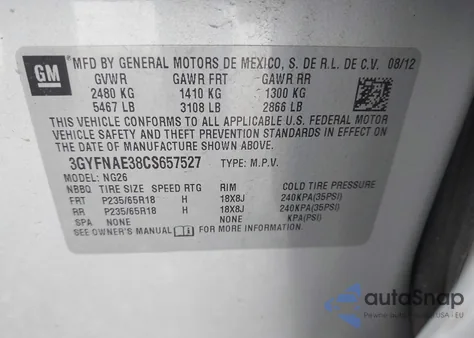 GM
MFD BY GENERAL MOTORS DE MEXICO, S. DE R.L. DE C.V. 08/12
GVWR GAWR FRT GAWR RR
2480 KG 1410 KG 1300 KG
5467 LB 3108 LB 2866 LB
THIS VEHICLE CONFORMS TO ALL APPLICABLE U.S. FEDERAL MOTOR
VEHICLE SAFETY AND THEFT PREVENTION STANDARDS IN EFFECT ON
THE DATE OF MANUFACTURE SHOWN ABOVE.
3GYFNAE38CS657527 TYPE: M.P.V.
MODEL: NG26
NBBQ TIRE SIZE SPEED RTG RIM COLD TIRE PRESSURE
FRT P235/65R18 H 18X8J 240KPA(35PSI)
RR P235/65R18 H 18X8J 240KPA(35PSI)
SPA NONE NONE KPA(PSI)
SEE OWNER'S MANUAL FOR MORE INFORMATION.
autoSnap
Pewne auto USA - EU